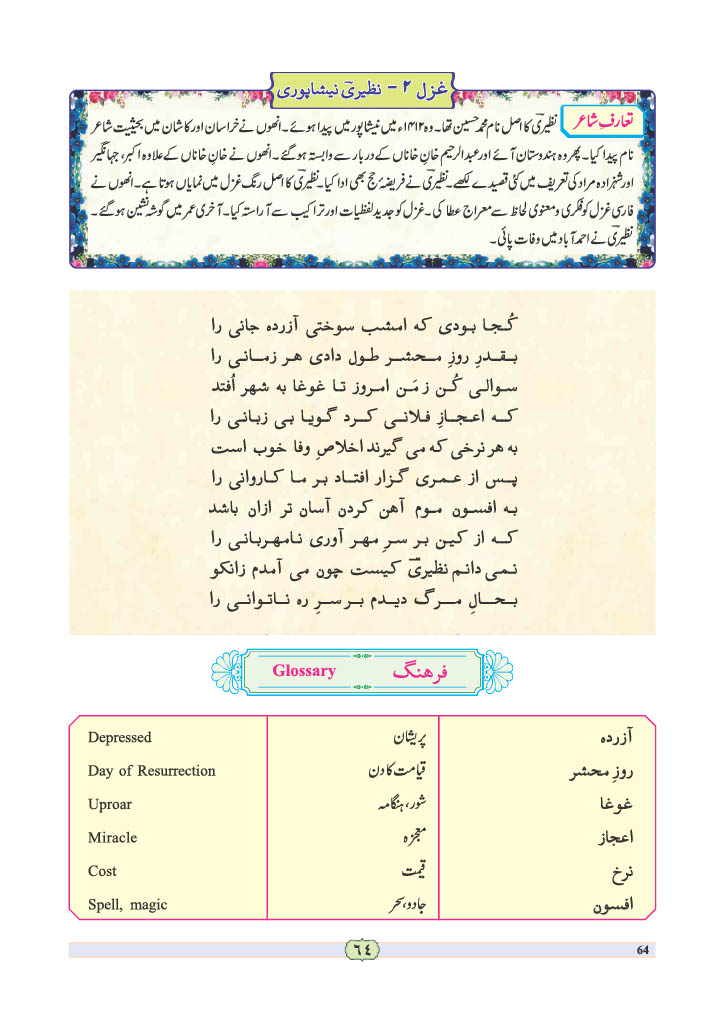 غزل ۲ - نظیریؔ نیشاپوری
تعارفِ شاعر
نظیریؔ کا اصل نام محمد حسین تھا۔ وہ ۱۴۱۲ء میں نیشاپور میں پیدا ہوئے۔ انھوں نے خراسان اور کاشان میں بحیثیت شاعر
نام پیدا کیا۔ پھر وہ ہندوستان آئے اور عبدالرحیم خانِ خاناں کے دربار سے وابستہ ہوگئے۔ انھوں نے خانِ خاناں کے علاوہ اکبر، جہانگیر
اور شہزادہ مراد کی تعریف میں کئی قصیدے لکھے۔ نظیریؔ نے فریضۂ حج بھی ادا کیا۔ نظیریؔ کا اصل رنگ غزل میں نمایاں ہوتا ہے۔ انھوں نے
فارسی غزل کو فکری و معنوی لحاظ سے معراج عطا کی۔ غزل کو جدید لفظیات اور تراکیب سے آراستہ کیا۔ آخری عمر میں گوشہ نشین ہوگئے۔
نظیریؔ نے احمد آباد میں وفات پائی۔
کُجا بودی که امشب سوختی آزرده جانی را
بقدرِ روزِ محشر طول دادی هر زمانی را
سوالی کُن ز مَن امروز تا غوغا به شهر اُفتد
که اعجازِ فلانی کرد گویا بی زبانی را
به هر نرخی که می گیرند اخلاصِ وفا خوب است
پس از عمری گزار افتاد بر ما کاروانی را
به افسون موم آهن کردن آسان تر ازان باشد
که از کین بر سرِ مهر آوری نامهربانی را
نمی دانم نظیریؔ کیست چون می آمدم زانکو
بحالِ مرگ دیدم بر سرِ ره ناتوانی را
Glossary فرهنگ
آزرده پریشان Depressed
روزِ محشر قیامت کا دن Day of Resurrection
غوغا شور، ہنگامہ Uproar
اعجاز معجزہ Miracle
نرخ قیمت Cost
افسون جادو، سحر Spell, magic
٦٤
64